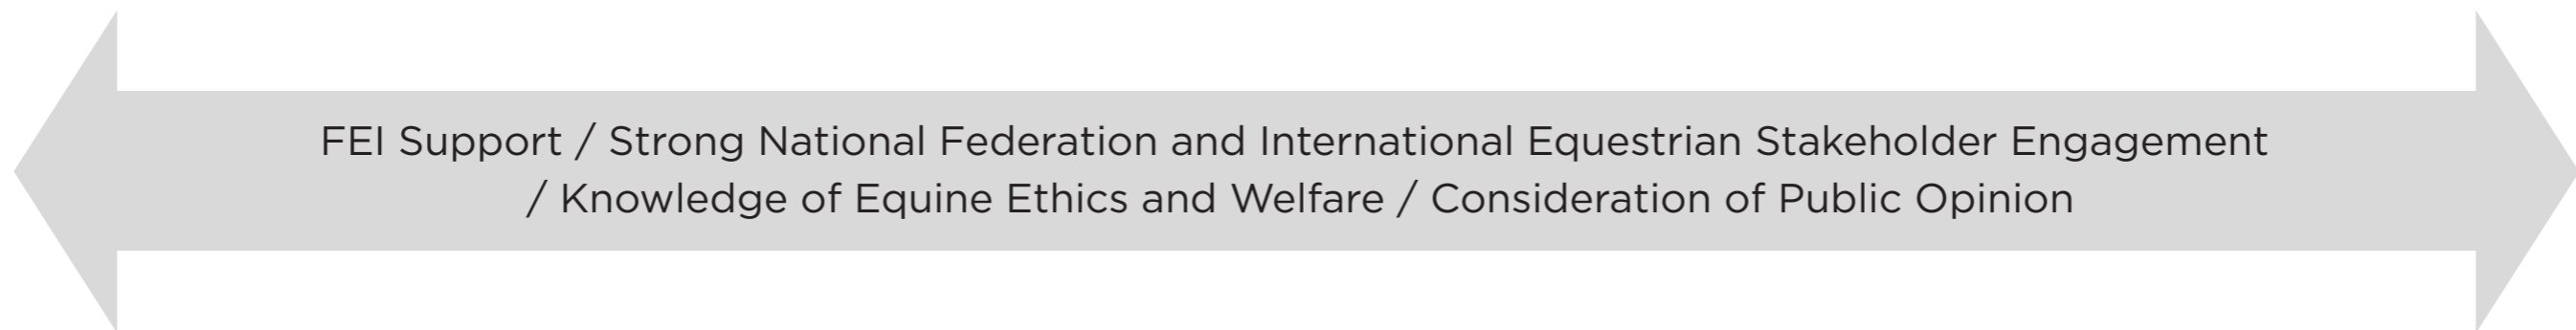 FEI Support / Strong National Federation and International Equestrian Stakeholder Engagement
/ Knowledge of Equine Ethics and Welfare / Consideration of Public Opinion